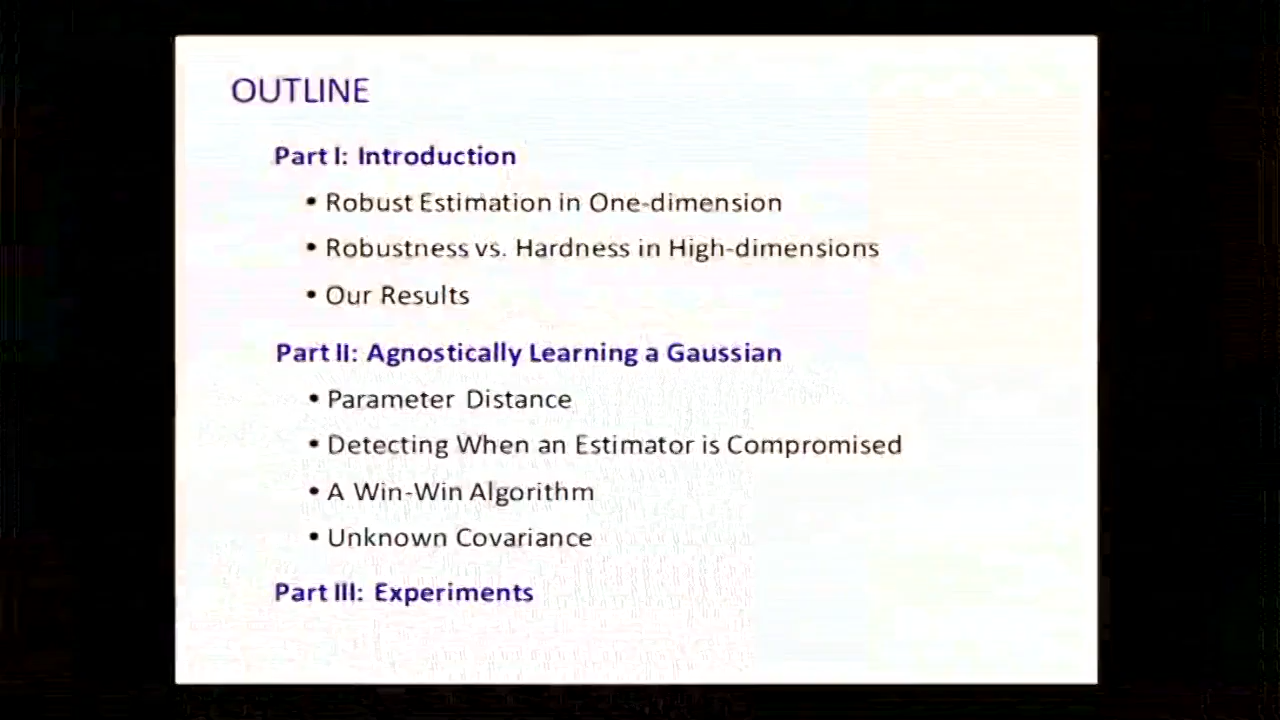 OUTLINE
Part I: Introduction
• Robust Estimation in One-dimension
• Robustness vs. Hardness in High-dimensions
• Our Results
Part II: Agnostically Learning a Gaussian
• Parameter Distance
• Detecting When an Estimator is Compromised
• A Win-Win Algorithm
• Unknown Covariance
Part III: Experiments